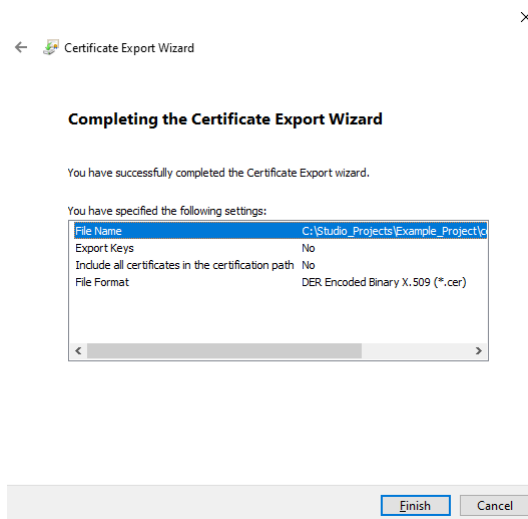 Certificate Export Wizard
Completing the Certificate Export Wizard
You have successfully completed the Certificate Export wizard.
You have specified the following settings:
File Name C:\Studio_Projects\Example_Project\c
Export Keys No
Include all certificates in the certification path No
File Format DER Encoded Binary X.509 (*.cer)
Finish Cancel